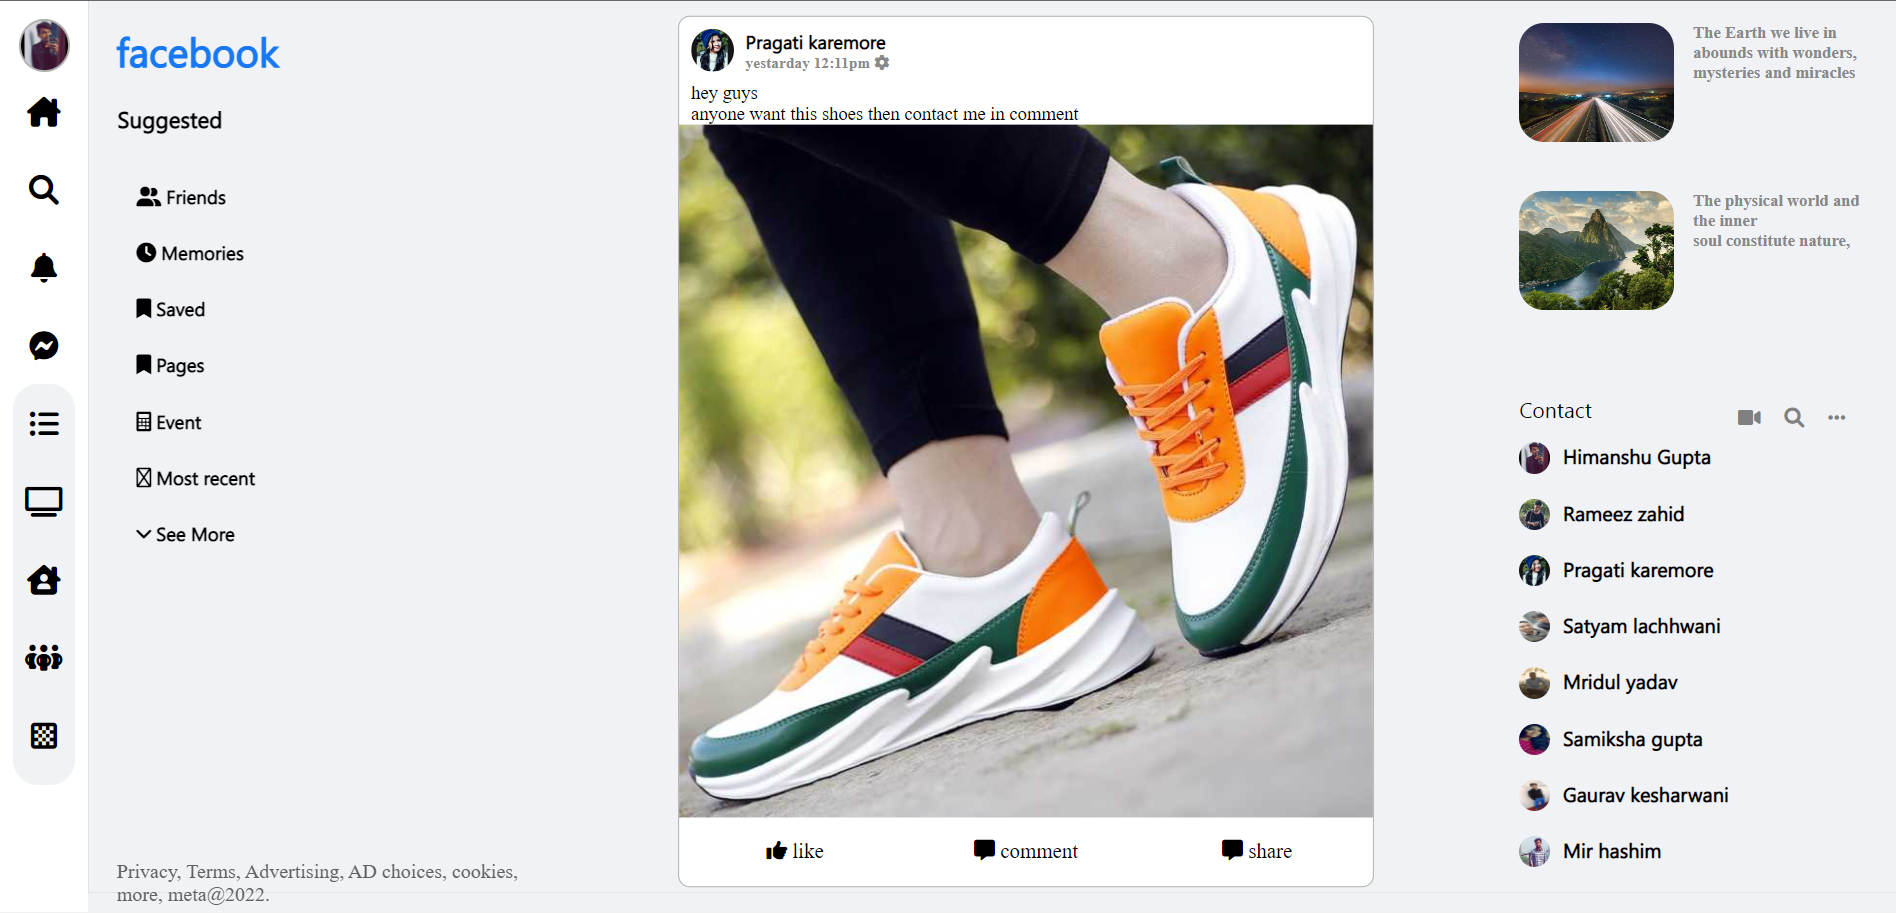 facebook
Suggested
Friends
Memories
Saved
Pages
Event
Most recent
See More
Privacy, Terms, Advertising, AD choices, cookies,
more, meta@2022.
Pragati karemore
yestarday 12:11pm
hey guys
anyone want this shoes then contact me in comment
like
comment
share
The Earth we live in
abounds with wonders,
mysteries and miracles
The physical world and
the inner
soul constitute nature,
Contact
Himanshu Gupta
Rameez zahid
Pragati karemore
Satyam lachhwani
Mridul yadav
Samiksha gupta
Gaurav kesharwani
Mir hashim